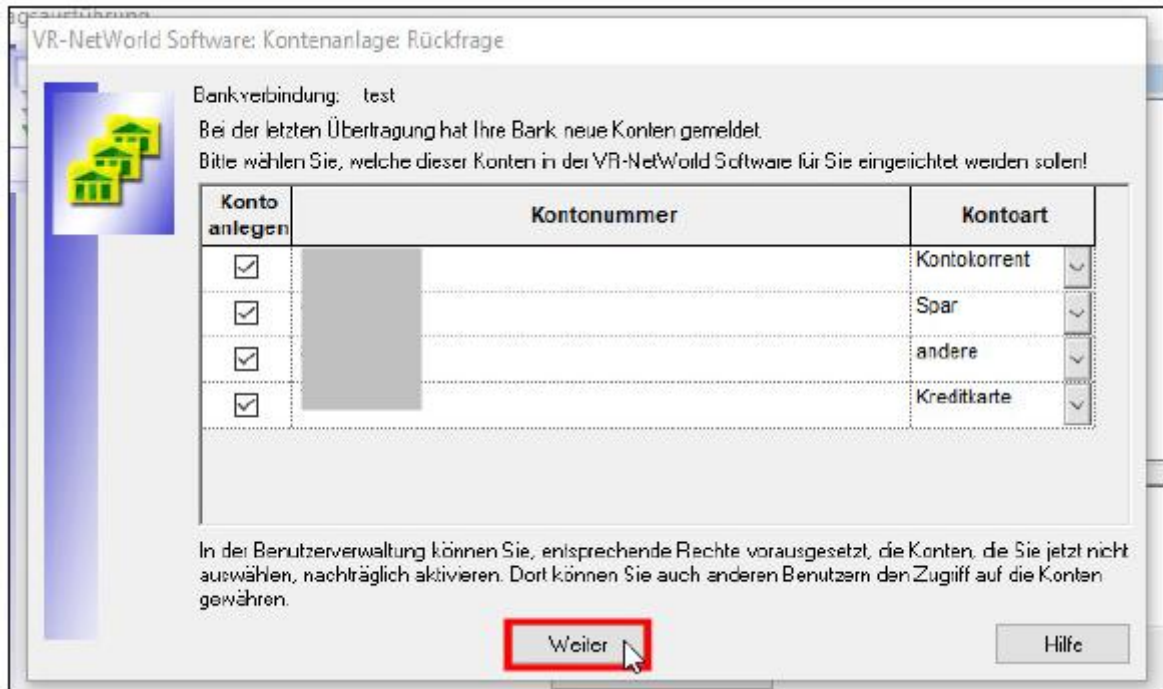 VR-NetWorld Software: Kontenanlage: Rückfrage
Bankverbindung: test
Bei der letzten Übertragung hat Ihre Bank neue Konten gemeldet.
Bitte wählen Sie, welche dieser Konten in der VR-NetWorld Software für Sie eingerichtet werden sollen!
Konto anlegen Kontonummer Kontoart
Kontokorrent
Spar
andere
Kreditkarte
In der Benutzerverwaltung können Sie, entsprechende Rechte vorausgesetzt, die Konten, die Sie jetzt nicht
auswählen, nachträglich aktivieren. Dort können Sie auch anderen Benutzern den Zugriff auf die Konten
gewähren.
Weiter Hilfe